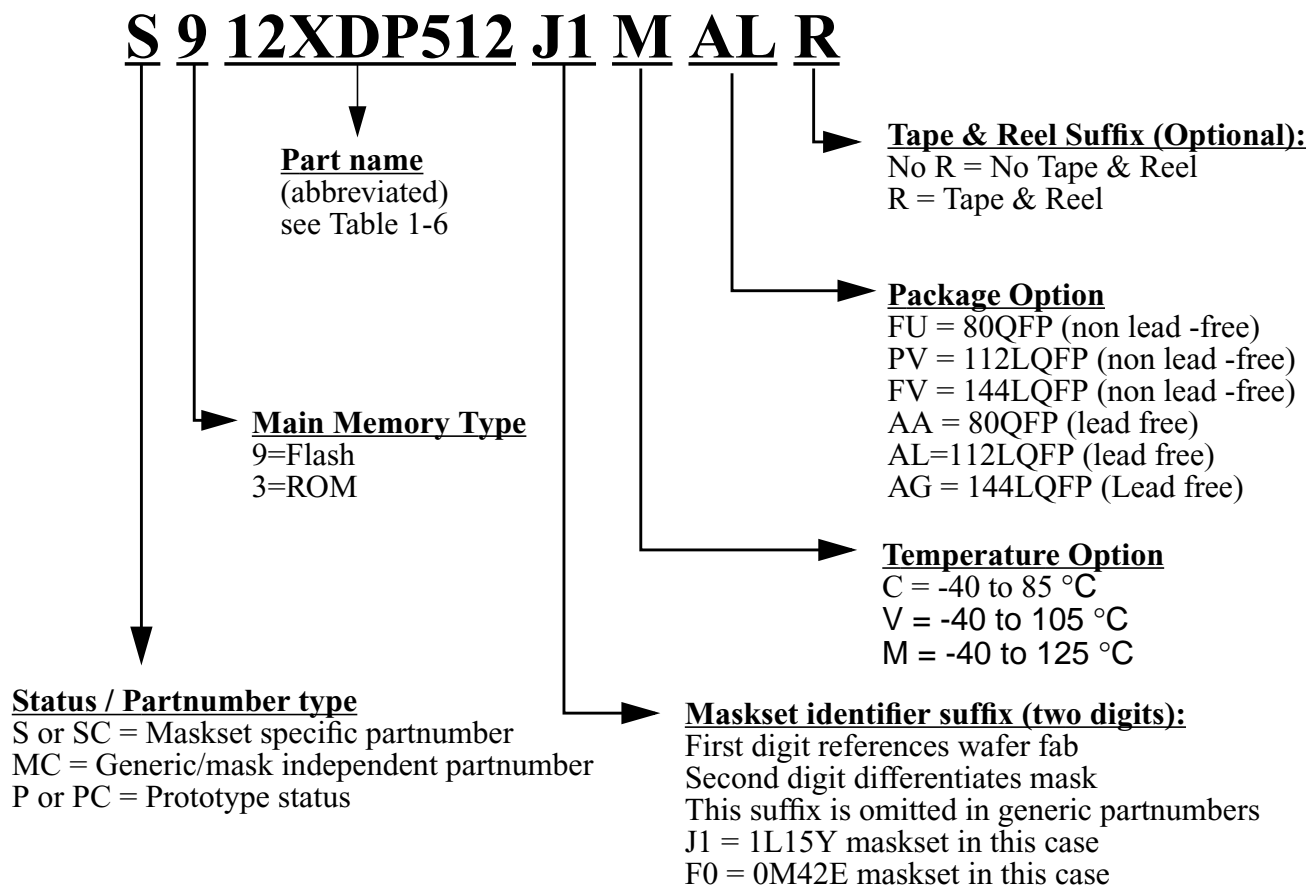 S 9 12XDP512 J1 M AL R
Tape & Reel Suffix (Optional):
No R = No Tape & Reel
R = Tape & Reel
Part name
(abbreviated)
see Table 1-6
Package Option
FU = 80QFP (non lead -free)
PV = 112LQFP (non lead -free)
FV = 144LQFP (non lead -free)
AA = 80QFP (lead free)
AL=112LQFP (lead free)
AG = 144LQFP (Lead free)
Main Memory Type
9=Flash
3=ROM
Temperature Option
C = -40 to 85 °C
V = -40 to 105 °C
M = -40 to 125 °C
Status / Partnumber type
S or SC = Maskset specific partnumber
MC = Generic/mask independent partnumber
P or PC = Prototype status
Maskset identifier suffix (two digits):
First digit references wafer fab
Second digit differentiates mask
This suffix is omitted in generic partnumbers
J1 = 1L15Y maskset in this case
F0 = 0M42E maskset in this case